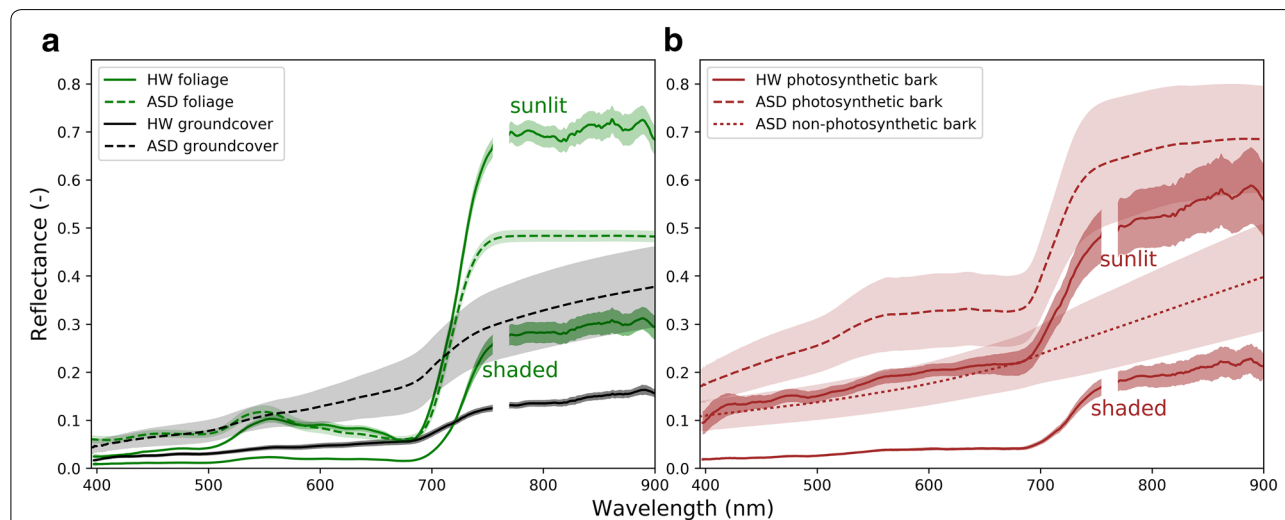 a
b
HW foliage
ASD foliage
HW groundcover
ASD groundcover
sunlit
shaded
HW photosynthetic bark
ASD photosynthetic bark
ASD non-photosynthetic bark
sunlit
shaded
Reflectance (-)
0.8
0.7
0.6
0.5
0.4
0.3
0.2
0.1
0.0
400 500 600 700 800 900
0.8
0.7
0.6
0.5
0.4
0.3
0.2
0.1
0.0
400 500 600 700 800 900
Wavelength (nm)